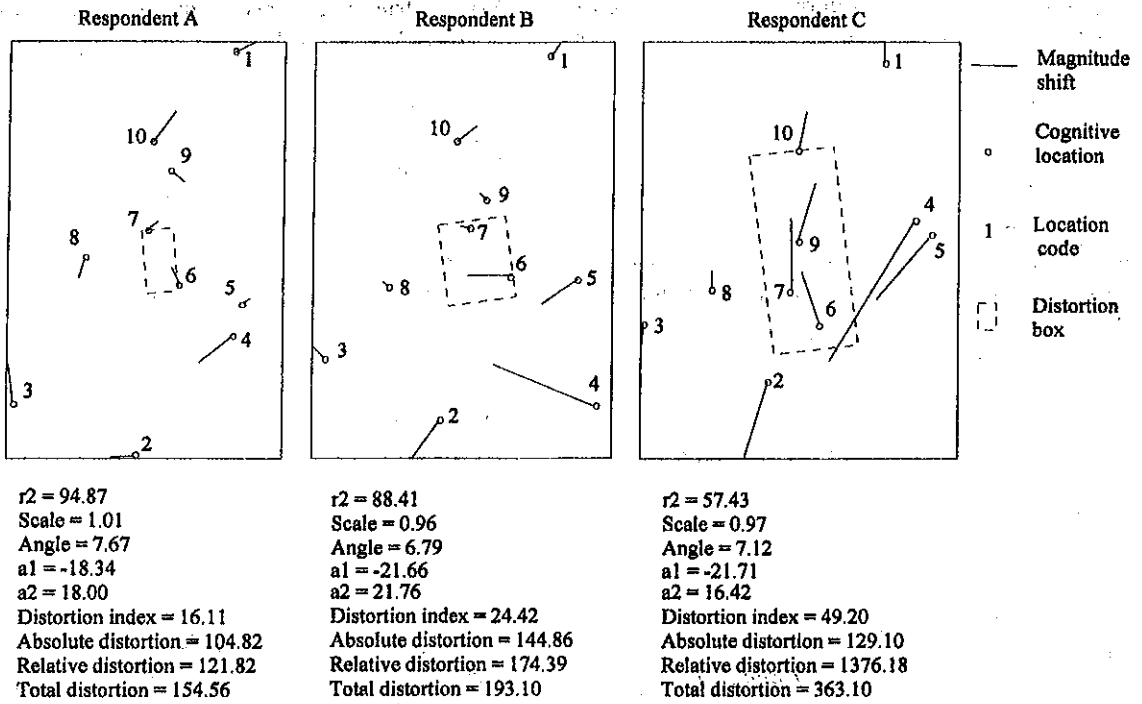 Respondent A
Respondent B
Respondent C
1
10
9
7
8
6
5
4
3
2
1
10
9
7
6
5
8
3
4
2
1
10
4
5
9
8
7
6
3
2
Magnitude
shift
Cognitive
location
1 Location
code
Distortion
box
r2 = 94.87
Scale = 1.01
Angle = 7.67
a1 = -18.34
a2 = 18.00
Distortion index = 16.11
Absolute distortion = 104.82
Relative distortion = 121.82
Total distortion = 154.56
r2 = 88.41
Scale = 0.96
Angle = 6.79
a1 = -21.66
a2 = 21.76
Distortion index = 24.42
Absolute distortion = 144.86
Relative distortion = 174.39
Total distortion = 193.10
r2 = 57.43
Scale = 0.97
Angle = 7.12
a1 = -21.71
a2 = 16.42
Distortion index = 49.20
Absolute distortion = 129.10
Relative distortion = 1376.18
Total distortion = 363.10